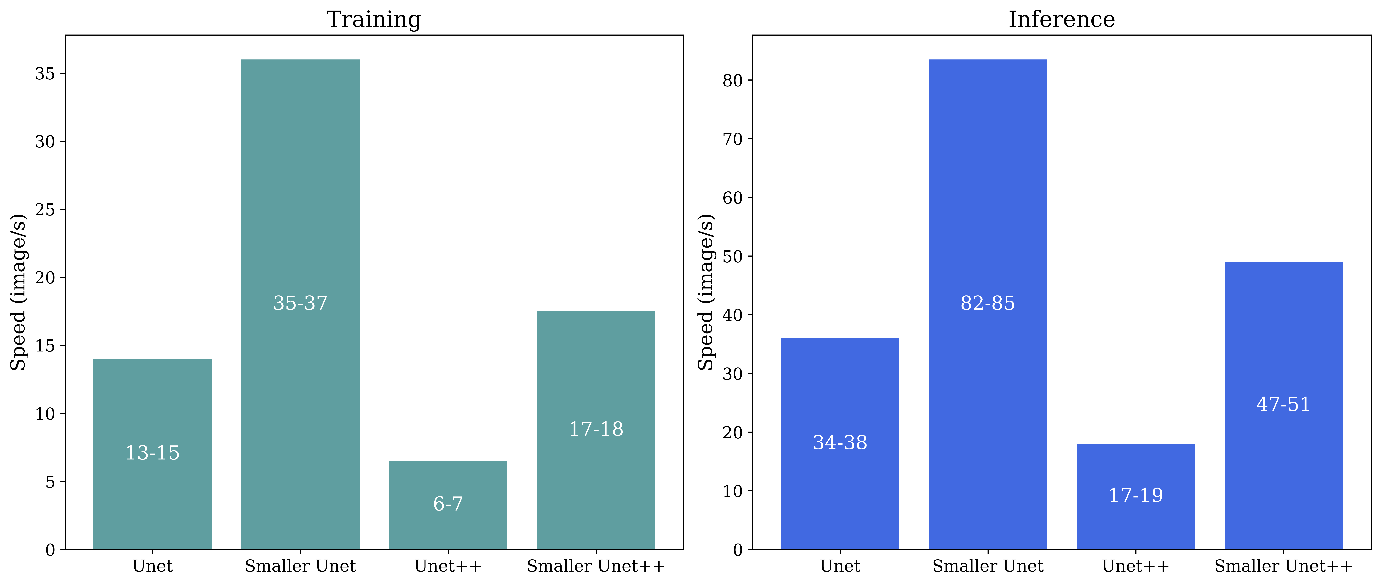 Training
Speed (image/s)
35
30
25
20
15
10
5
0
13-15
35-37
6-7
17-18
Unet
Smaller Unet
Unet++
Smaller Unet++
Inference
Speed (image/s)
80
70
60
50
40
30
20
10
0
34-38
82-85
17-19
47-51
Unet
Smaller Unet
Unet++
Smaller Unet++